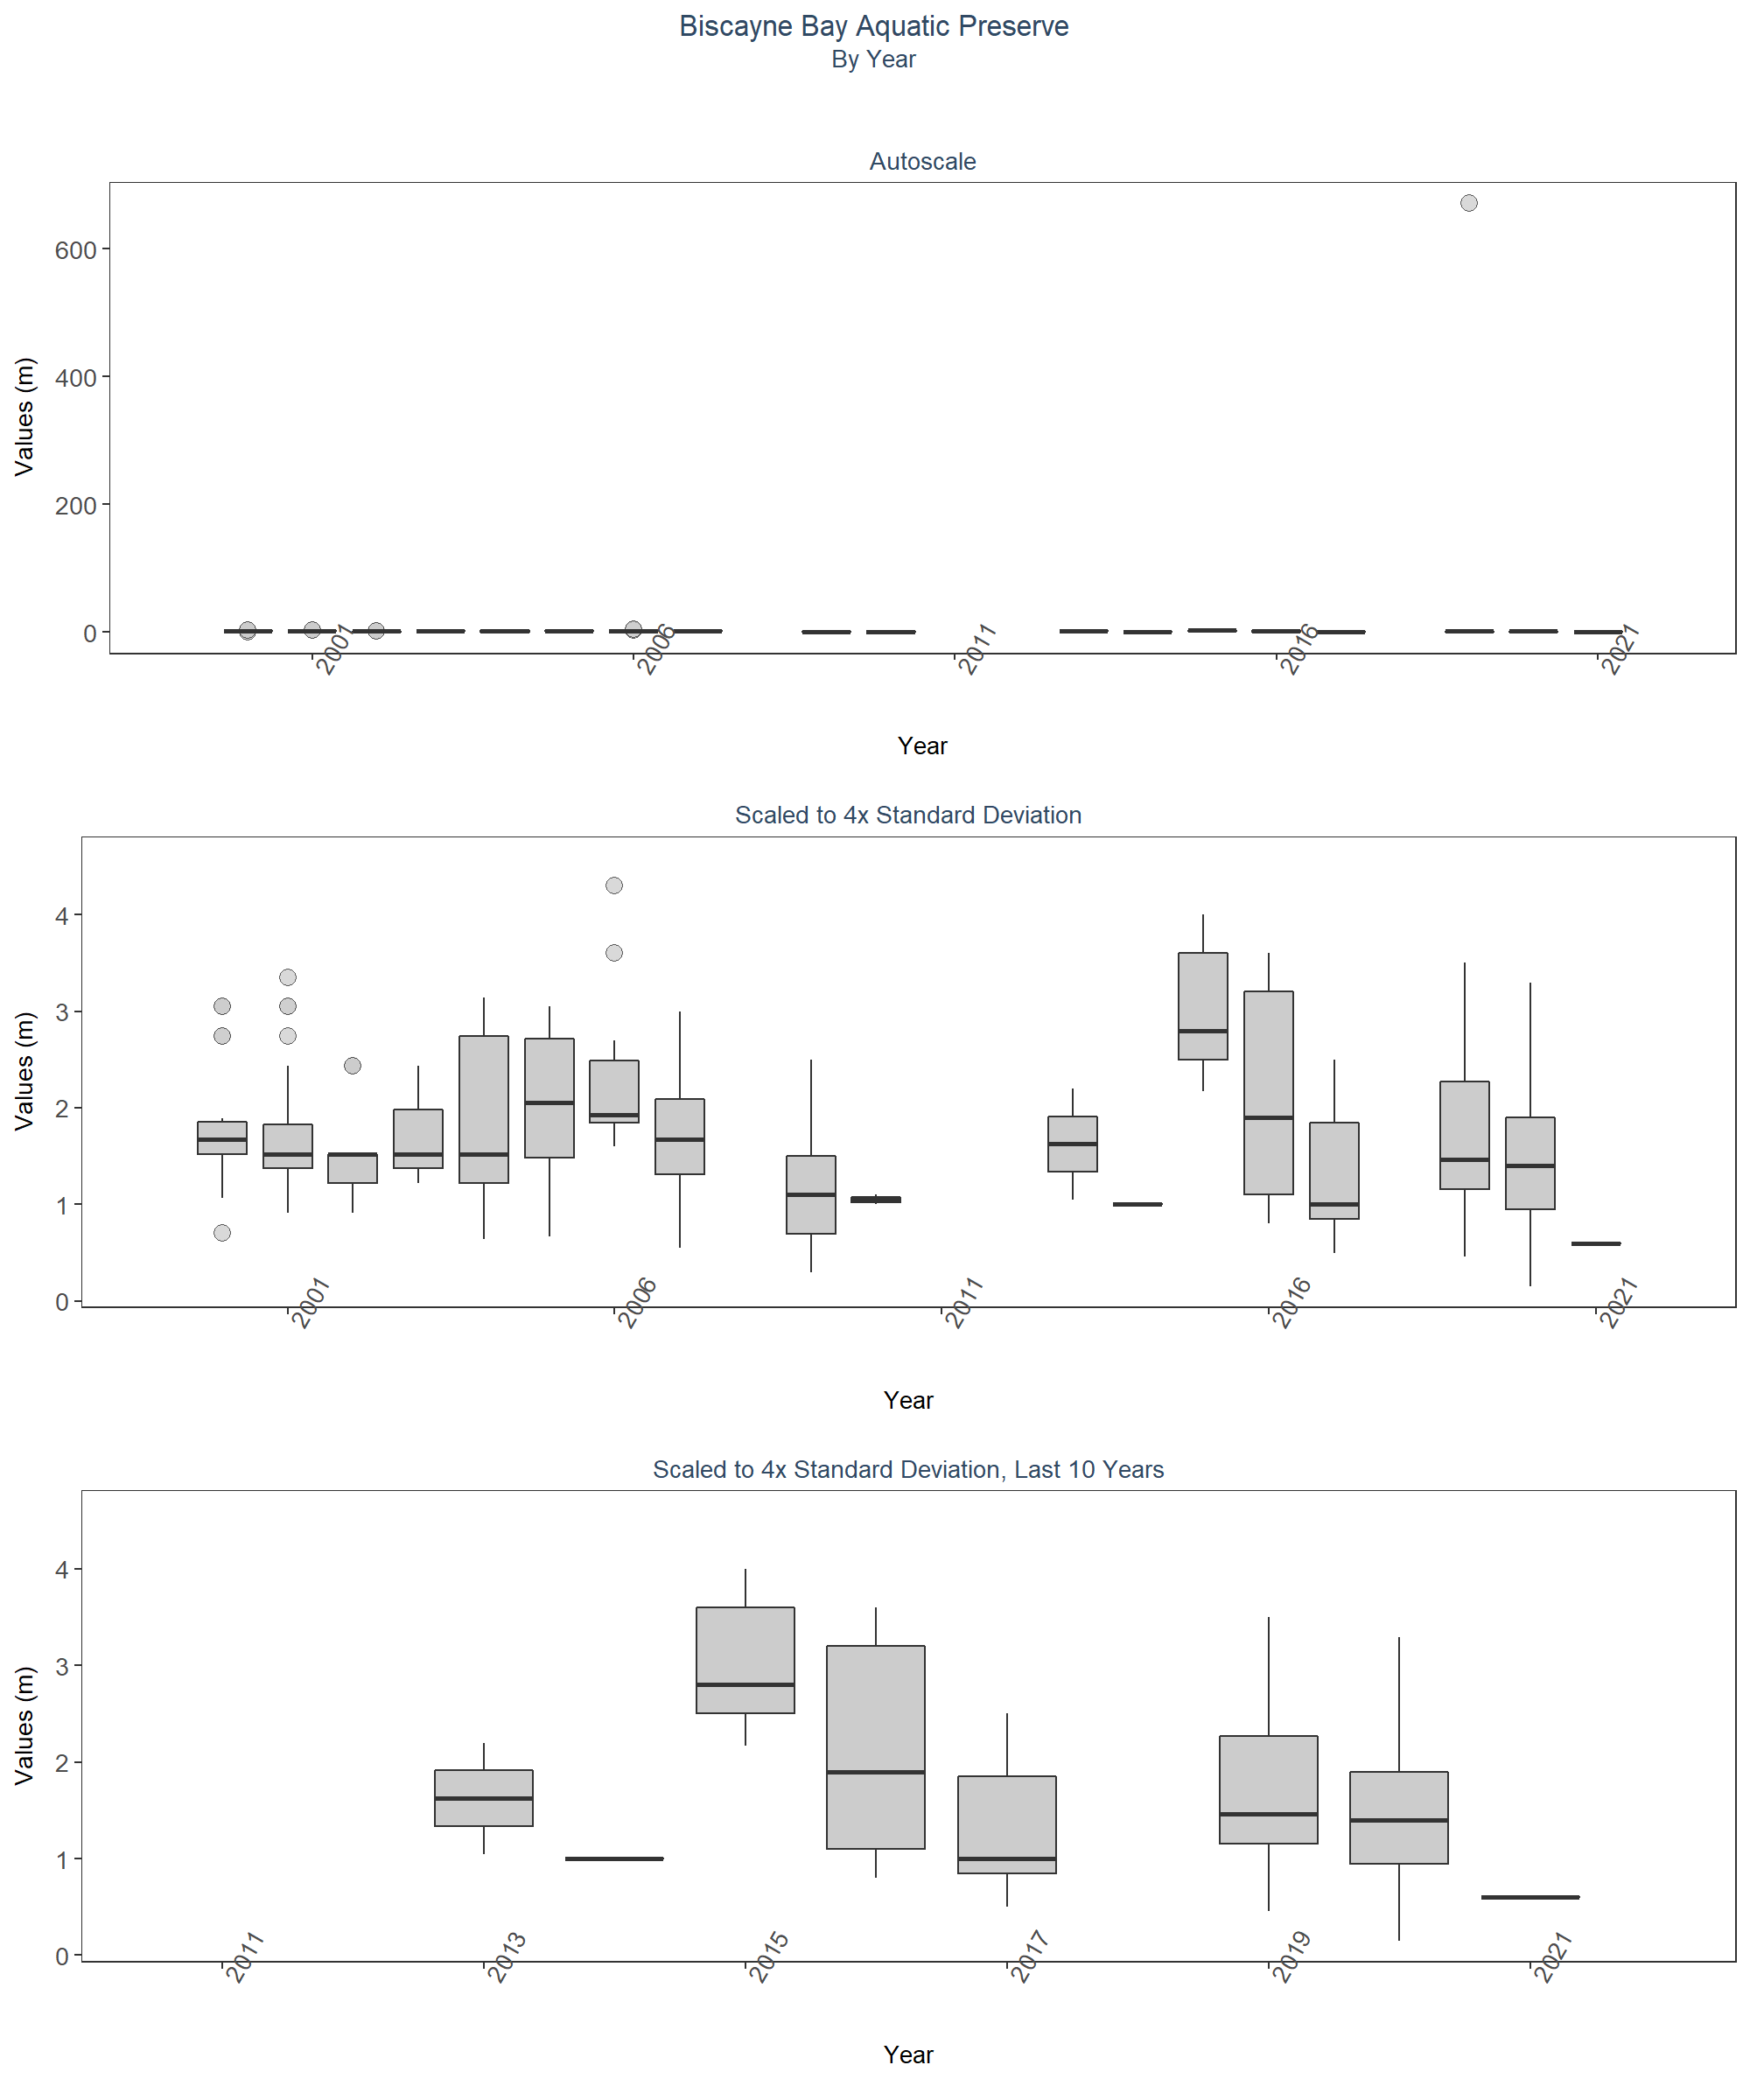 Biscayne Bay Aquatic Preserve
By Year
Autoscale
Values (m)
600
400
200
0
2001 2006 2011 2016 2021
Year
Scaled to 4x Standard Deviation
Values (m)
4
3
2
1
0
2001 2006 2011 2016 2021
Year
Scaled to 4x Standard Deviation, Last 10 Years
Values (m)
4
3
2
1
0
2011 2013 2015 2017 2019 2021
Year